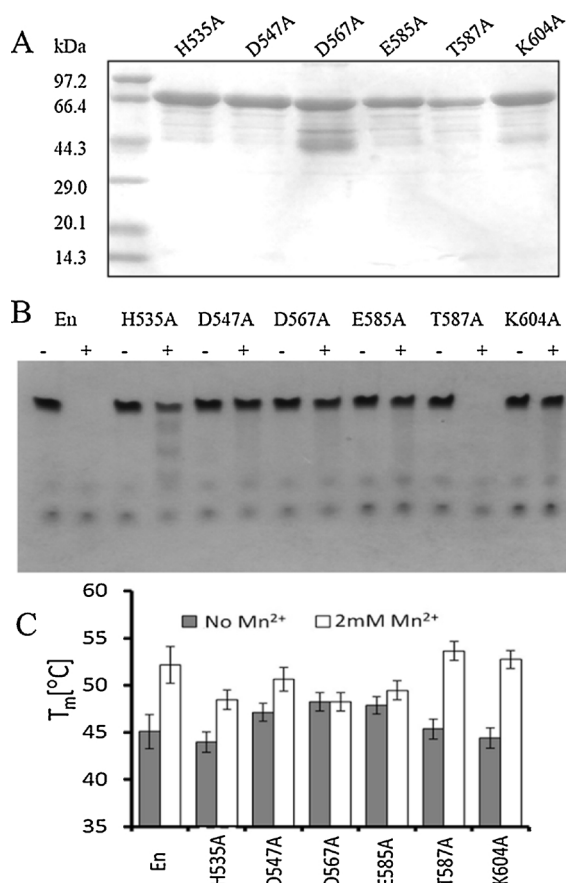 A
kDa
H535A D547A D567A E585A T587A K604A
97.2
66.4
44.3
29.0
20.1
14.3
B
En H535A D547A D567A E585A T587A K604A
- + - + - + - + - + - + - +
C
No Mn²⁺ 2mM Mn²⁺
Tₘ[°C]
60
55
50
45
40
35
En H535A D547A D567A E585A T587A K604A